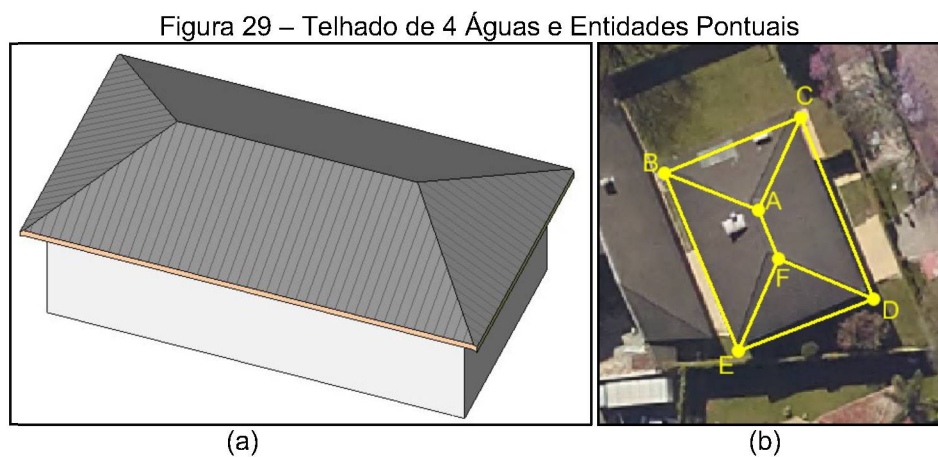 Figura 29 – Telhado de 4 Águas e Entidades Pontuais
C
B
A
F
D
E
(a)
(b)